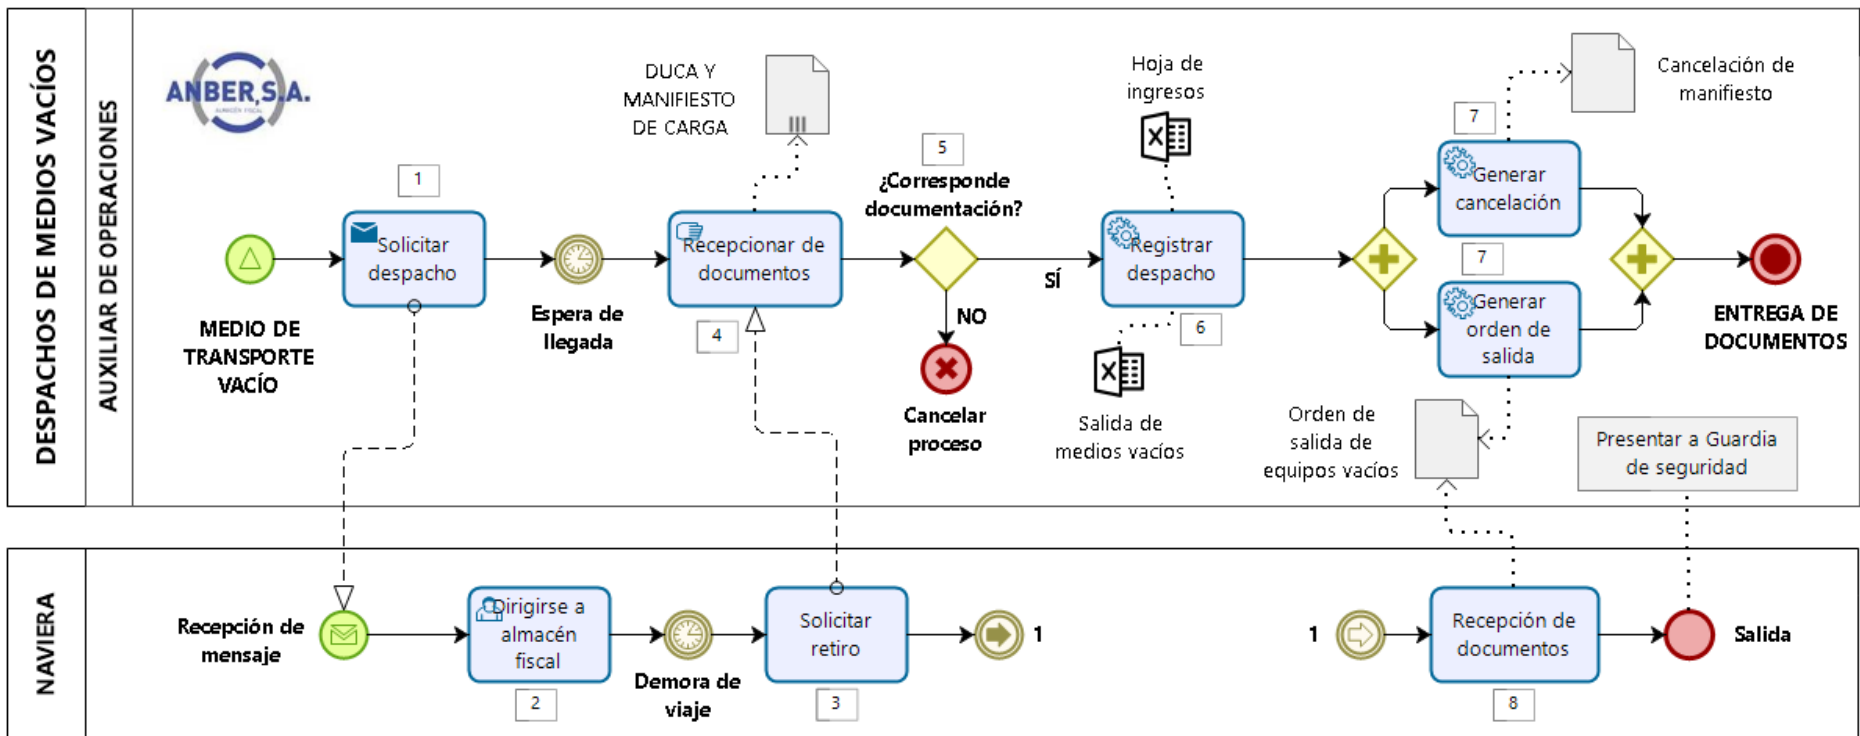 DESPACHOS DE MEDIOS VACÍOS
AUXILIAR DE OPERACIONES
ANBER, S.A.
ALMACÉN FISCAL
MEDIO DE
TRANSPORTE
VACÍO
1
Solicitar
despacho
Espera de
llegada
DUCA Y
MANIFIESTO
DE CARGA
Recepcionar de
documentos
4
5
¿Corresponde
documentación?
SÍ
NO
Cancelar
proceso
Hoja de
ingresos
Registrar
despacho
6
Salida de
medios vacíos
7
Generar
cancelación
Cancelación de
manifiesto
7
Generar
orden de
salida
Orden de
salida de
equipos vacíos
ENTREGA DE
DOCUMENTOS
Presentar a Guardia
de seguridad
NAVIERA
Recepción de
mensaje
Dirigirse a
almacén
fiscal
2
Demora de
viaje
Solicitar
retiro
3
1
1
Recepción de
documentos
8
Salida